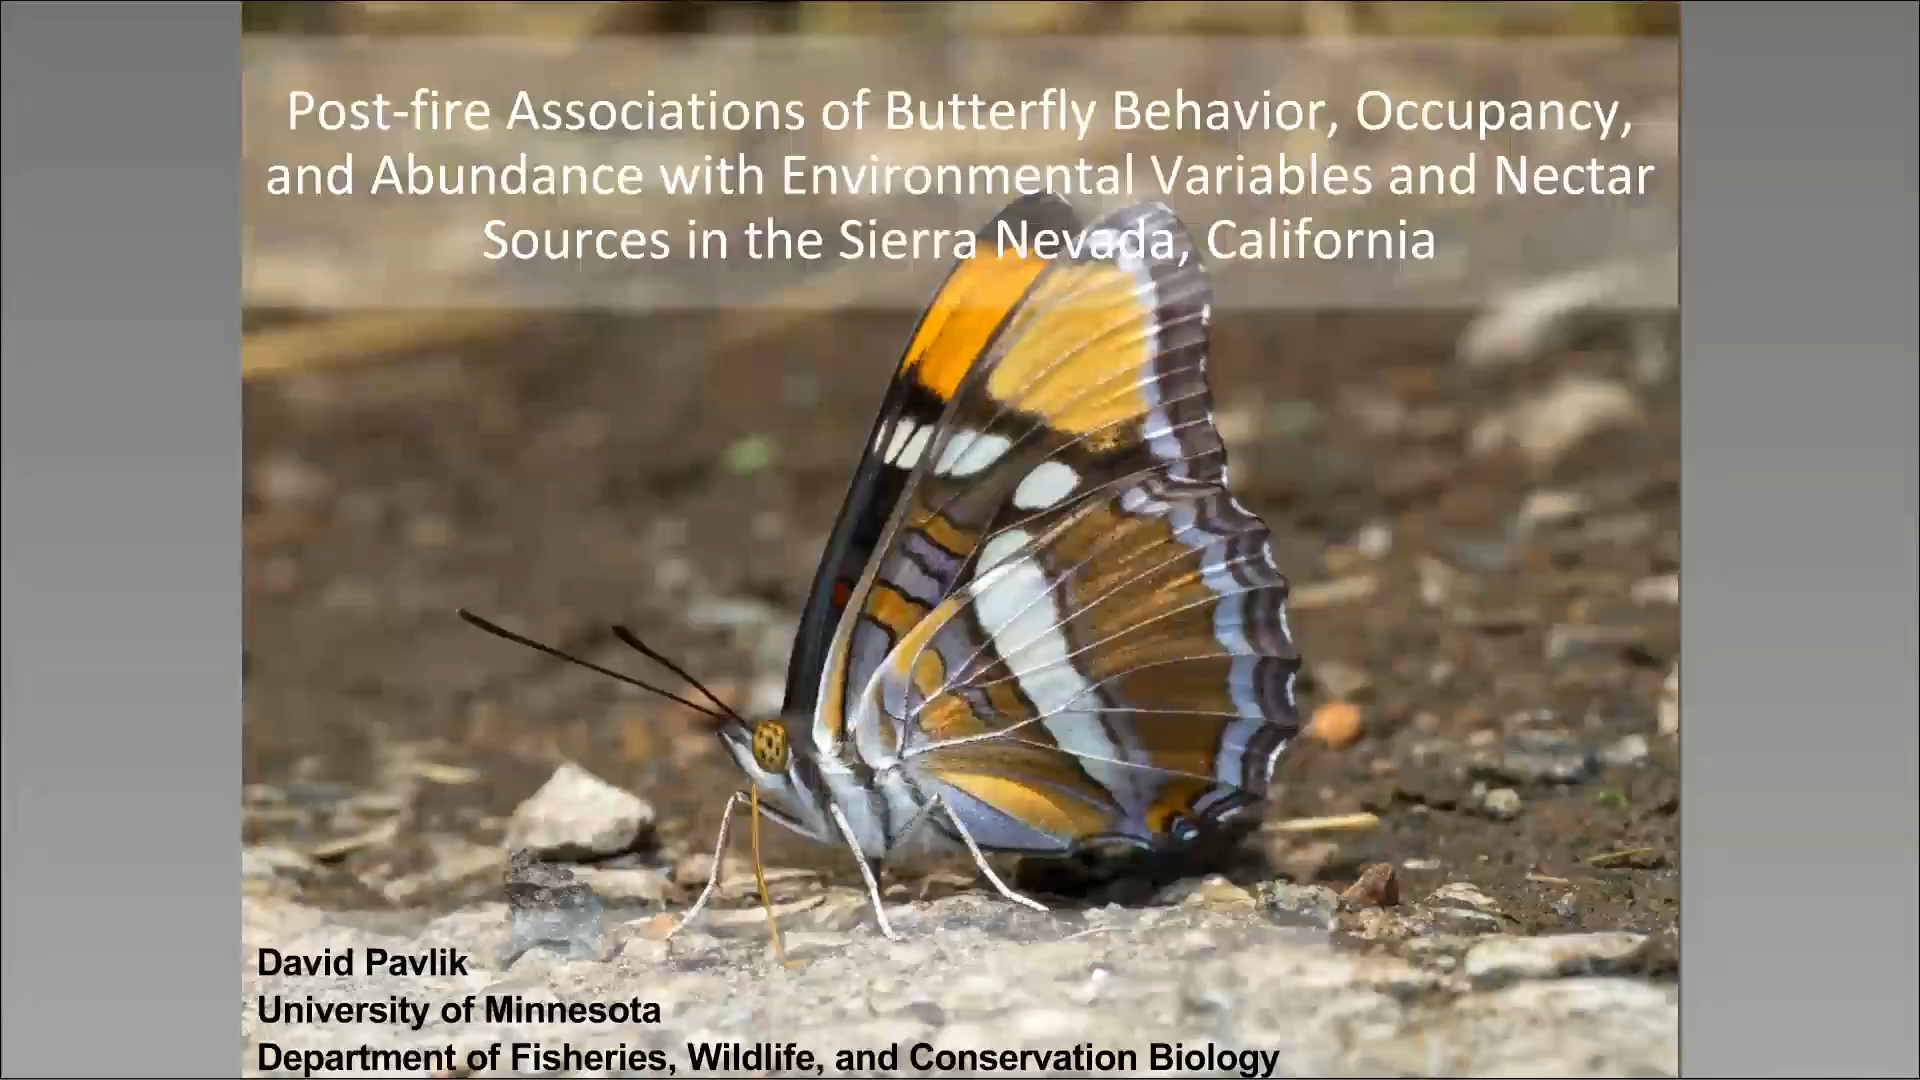 Post-fire Associations of Butterfly Behavior, Occupancy,
and Abundance with Environmental Variables and Nectar
Sources in the Sierra Nevada, California
David Pavlik
University of Minnesota
Department of Fisheries, Wildlife, and Conservation Biology